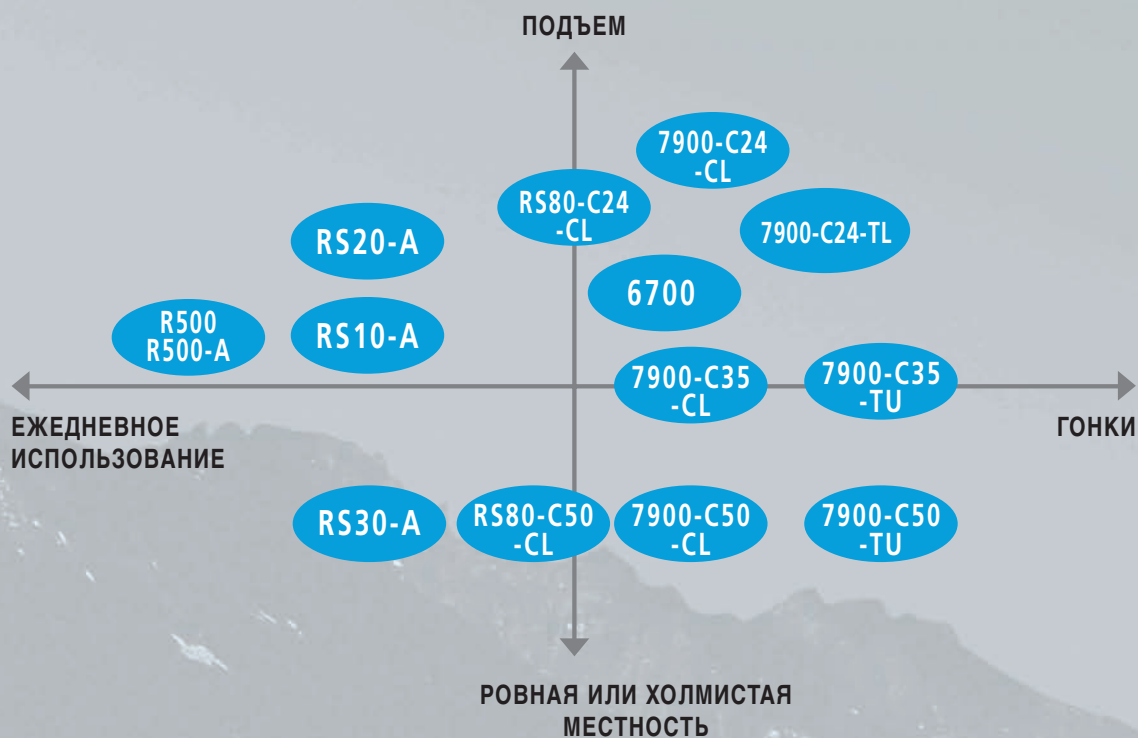 ПОДЪЕМ
7900-C24
-CL
RS80-C24
-CL
RS20-A
7900-C24-TL
6700
R500
R500-A
RS10-A
7900-C35
-CL
7900-C35
-TU
ЕЖЕДНЕВНОЕ
ИСПОЛЬЗОВАНИЕ
ГОНКИ
RS30-A
RS80-C50
-CL
7900-C50
-CL
7900-C50
-TU
РОВНАЯ ИЛИ ХОЛМИСТАЯ
МЕСТНОСТЬ